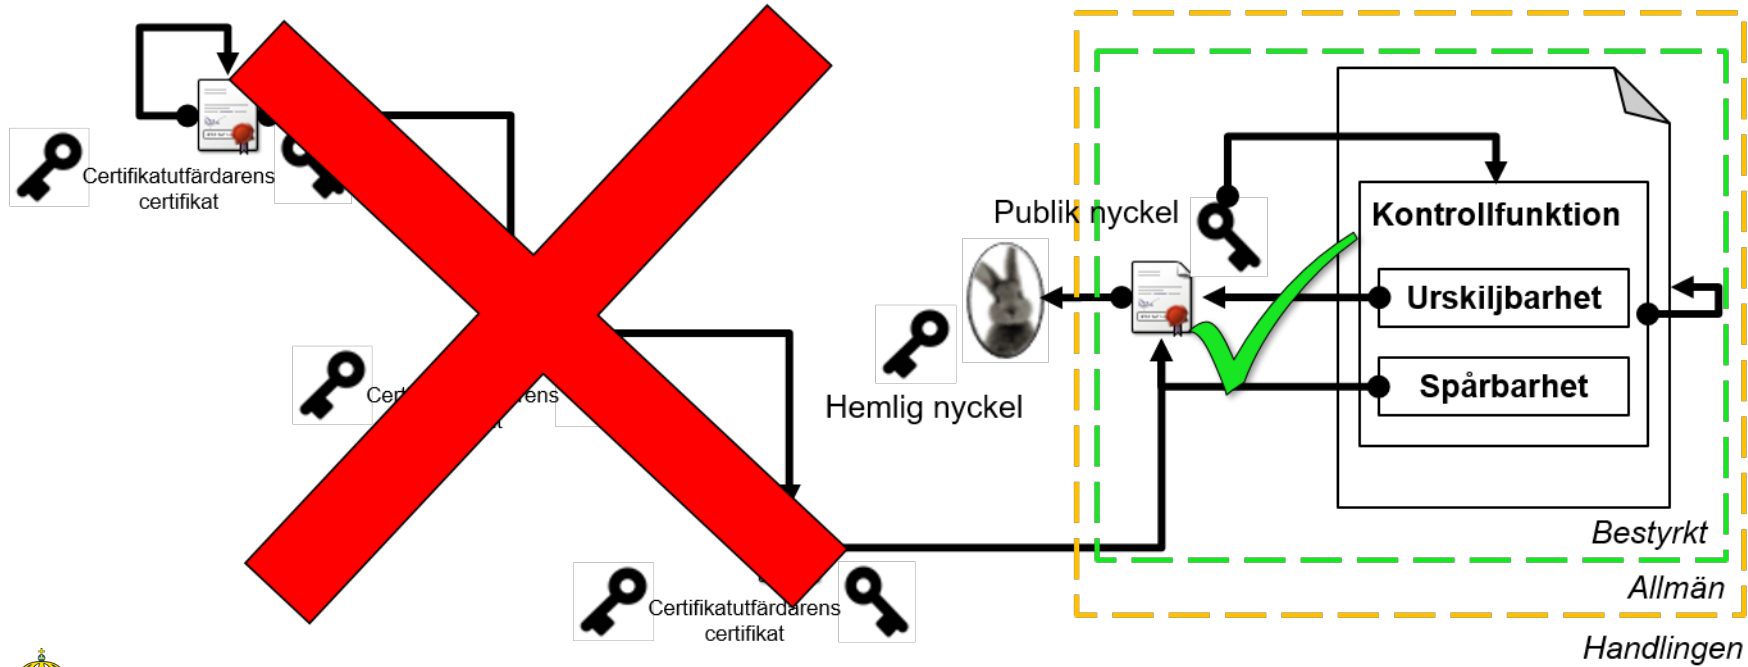 Certifikatutfärdarens
certifikat
Publik nyckel
Kontrollfunktion
Urskiljbarhet
Spårbarhet
Hemlig nyckel
Bestyrkt
Allmän
Certifikatutfärdarens
certifikat
Handlingen